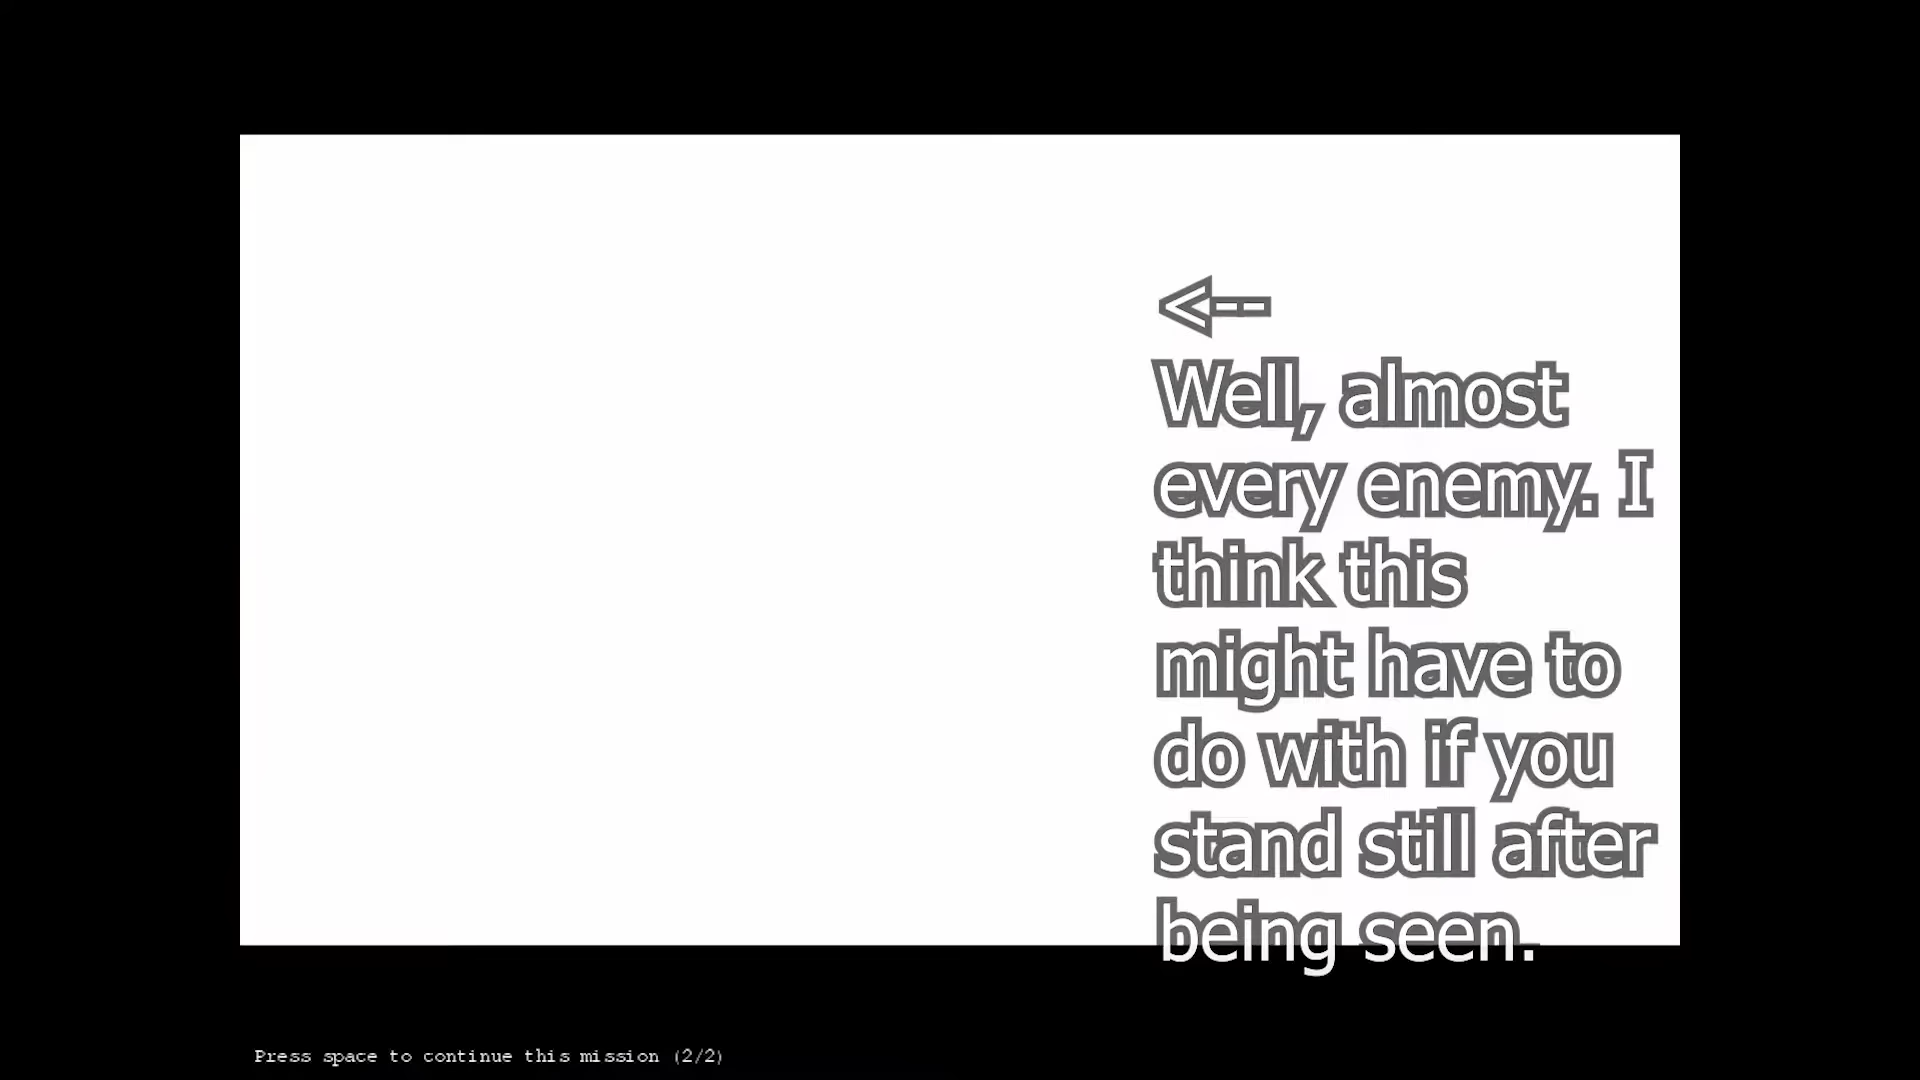 <--
Well, almost
every enemy. I
think this
might have to
do with if you
stand still after
being seen.
Press space to continue this mission (2/2)